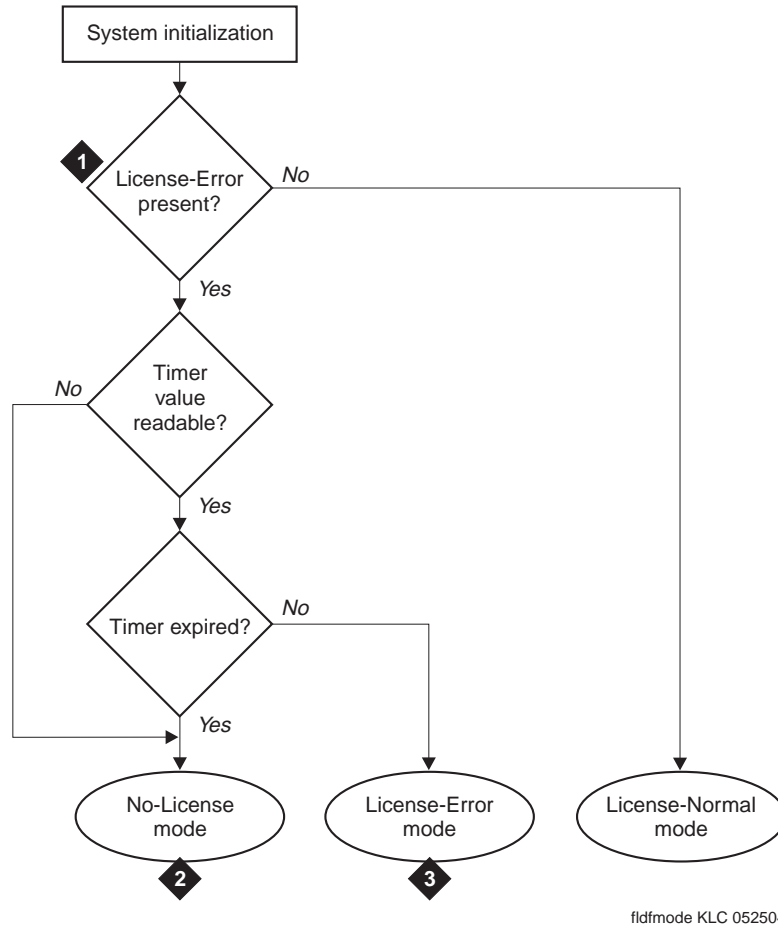 System initialization
1
License-Error
present?
No
Yes
Timer
value
readable?
No
Yes
Timer expired?
No
Yes
No-License
mode
License-Error
mode
License-Normal
mode
2
3
fldfmode KLC 05250-